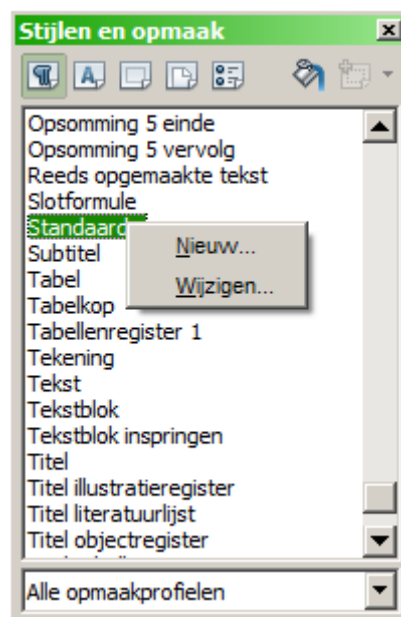 Stijlen en opmaak
Opsomming 5 einde
Opsomming 5 vervolg
Reeds opgemaakte tekst
Slotformule
Standaard
Nieuw...
Subtitel
Tabel
Wijzigen...
Tabelkop
Tabellenregister 1
Tekening
Tekst
Tekstblok
Tekstblok inspringen
Titel
Titel illustratieregister
Titel literatuurlijst
Titel objectregister
Alle opmaakprofielen